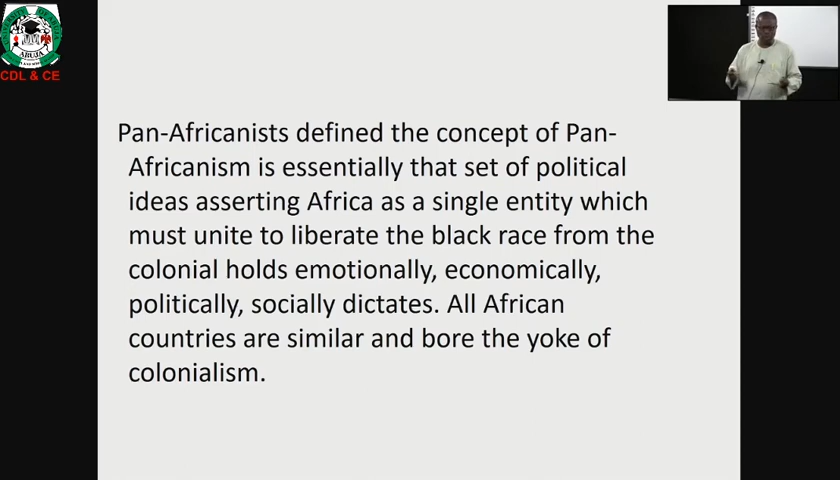 ABUJA
CDL & CE
Pan-Africanists defined the concept of Pan-
Africanism is essentially that set of political
ideas asserting Africa as a single entity which
must unite to liberate the black race from the
colonial holds emotionally, economically,
politically, socially dictates. All African
countries are similar and bore the yoke of
colonialism.